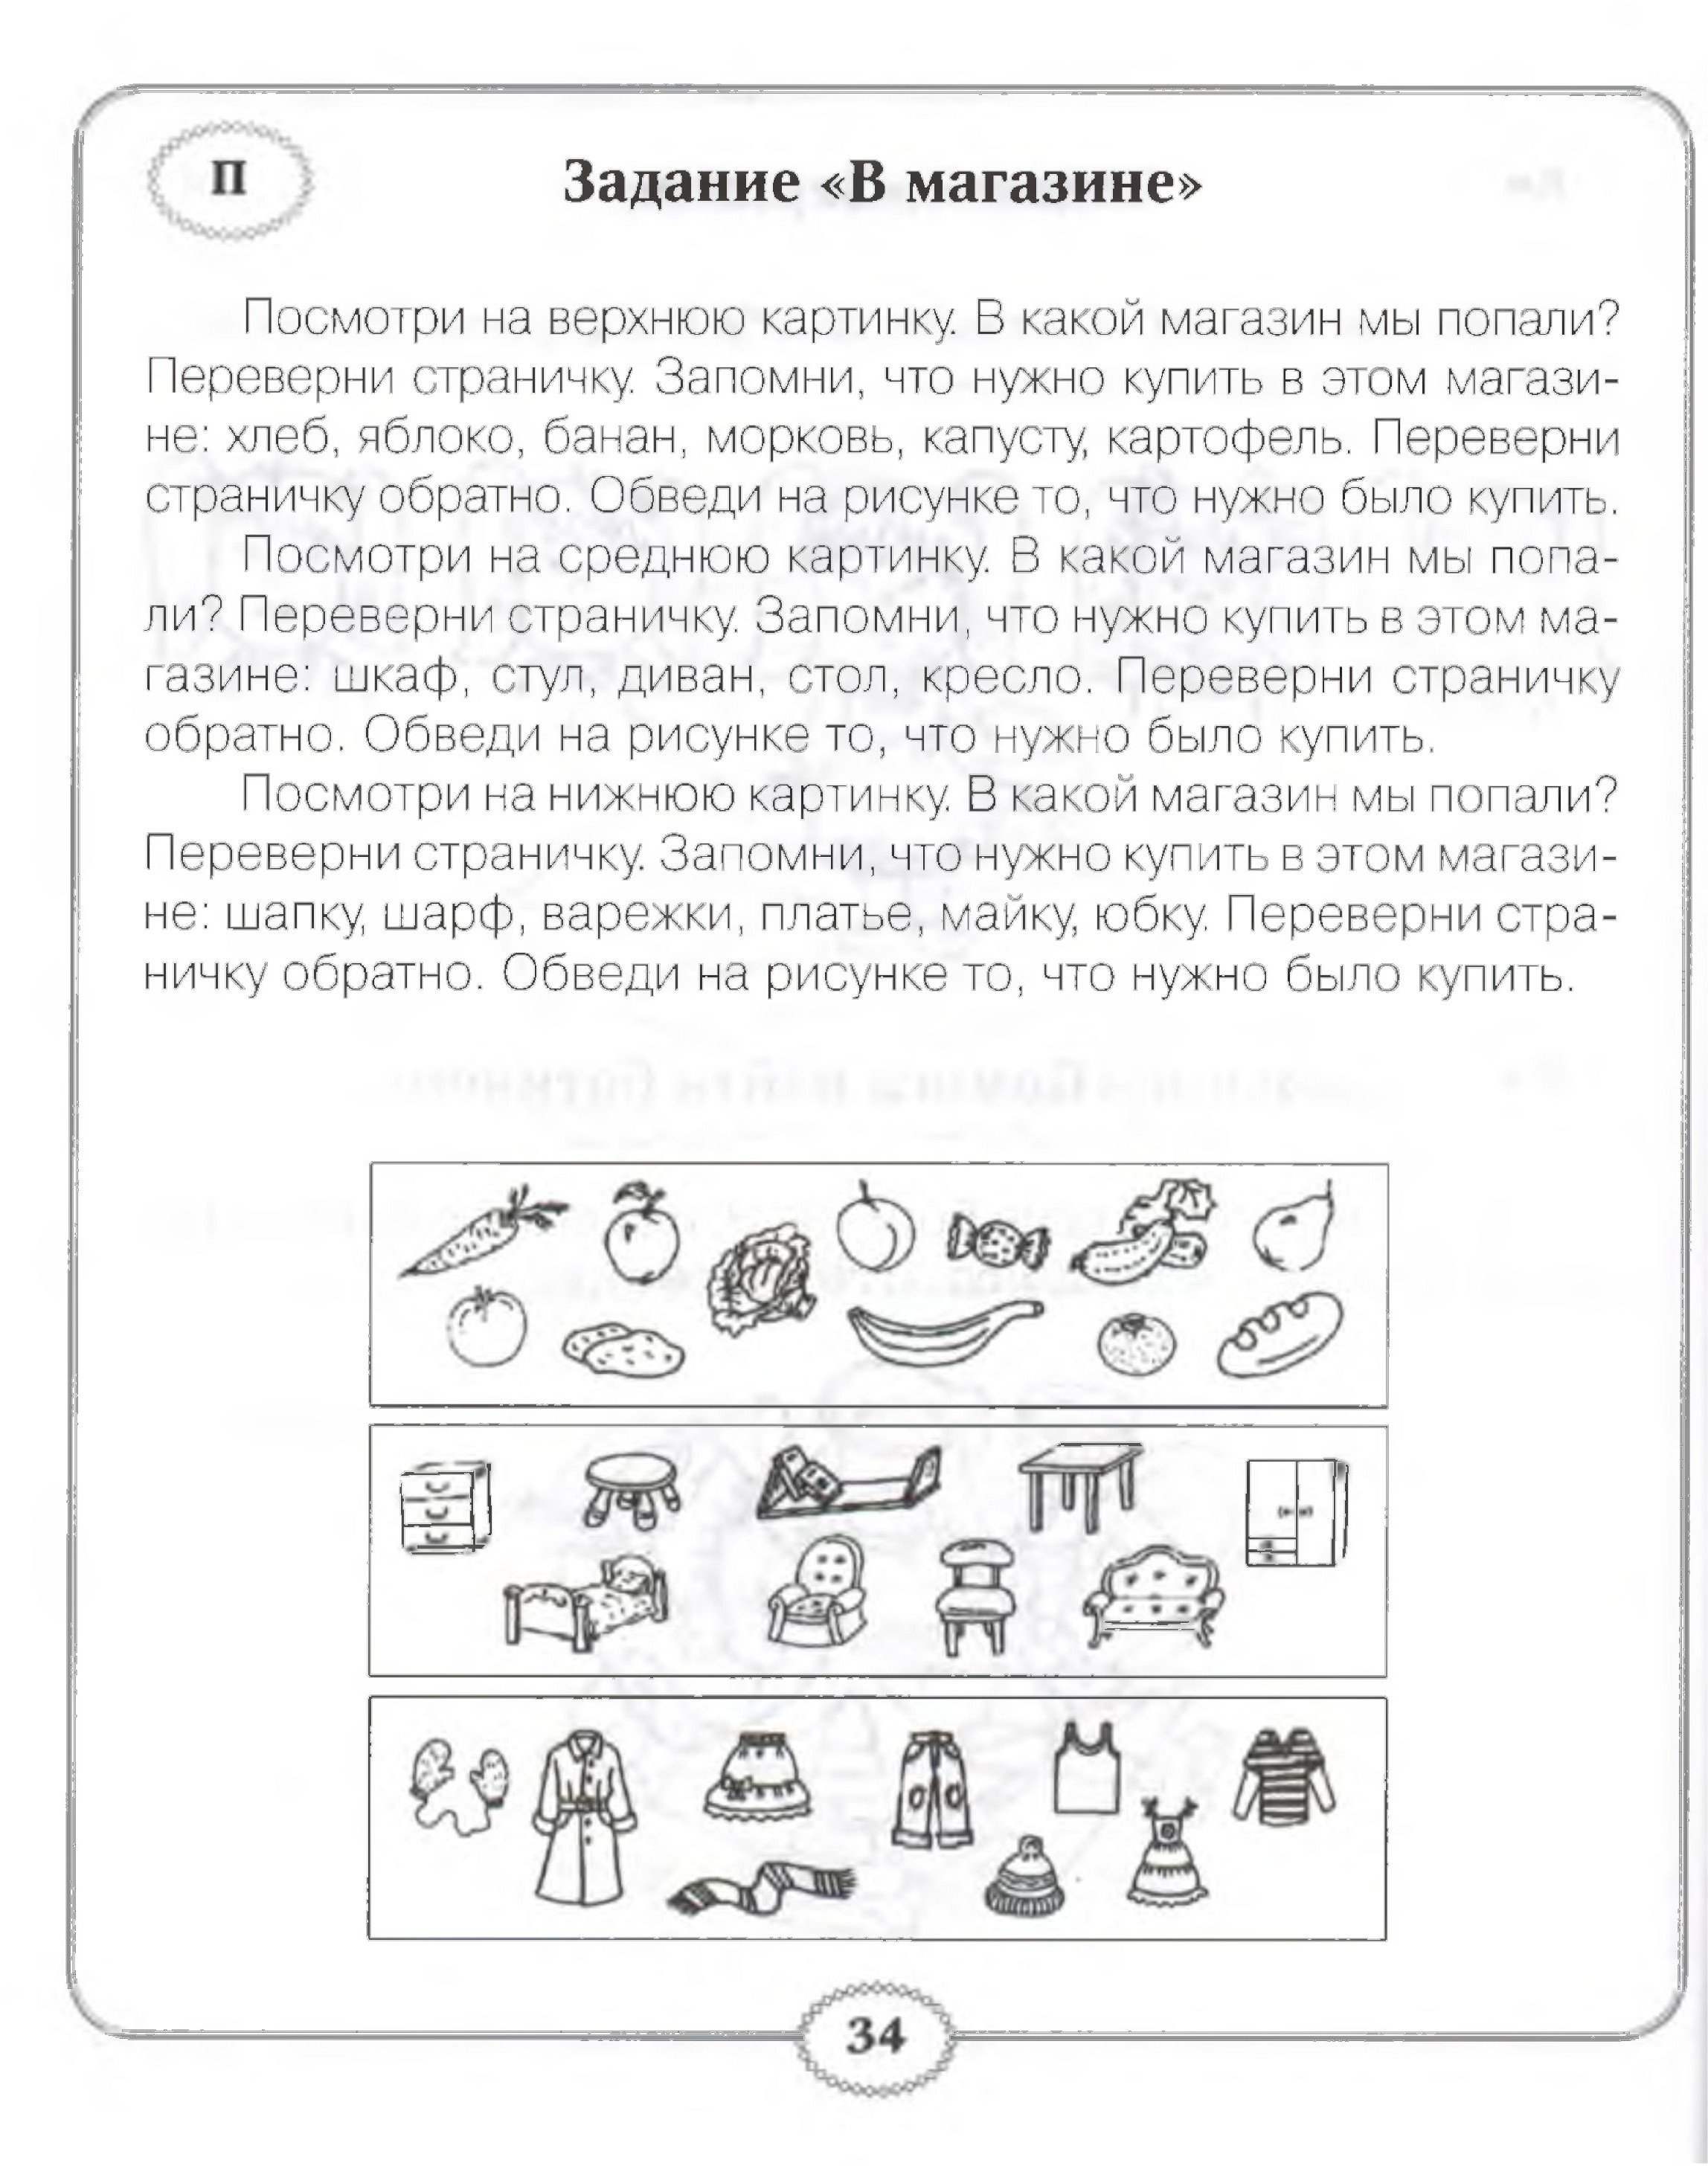 П
Задание «В магазине»
Посмотри на верхнюю картинку. В какой магазин мы попали?
Переверни страничку. Запомни, что нужно купить в этом магази-
не: хлеб, яблоко, банан, морковь, капусту, картофель. Переверни
страничку обратно. Обведи на рисунке то, что нужно было купить.
Посмотри на среднюю картинку. В какой магазин мы попа-
ли? Переверни страничку. Запомни, что нужно купить в этом ма-
газине: шкаф, стул, диван, стол, кресло. Переверни страничку
обратно. Обведи на рисунке то, что нужно было купить.
Посмотри на нижнюю картинку. В какой магазин мы попали?
Переверни страничку. Запомни, что нужно купить в этом магази-
не: шапку, шарф, варежки, платье, майку, юбку. Переверни стра-
ничку обратно. Обведи на рисунке то, что нужно было купить.
34